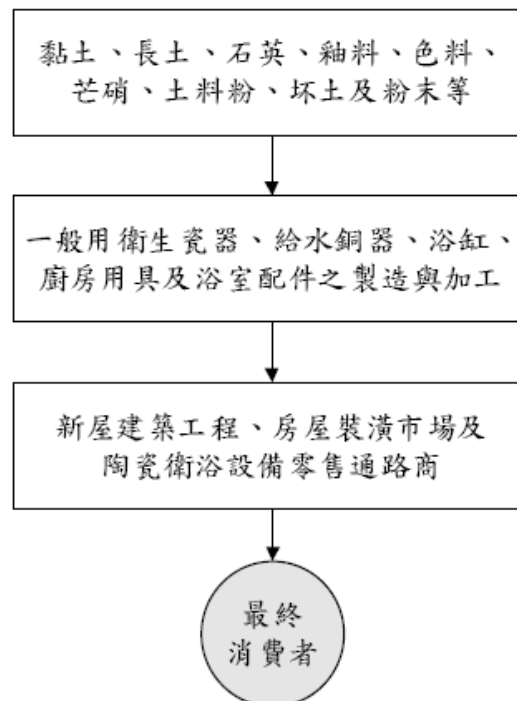 黏土、長土、石英、釉料、色料、
芒硝、土料粉、坏土及粉末等
一般用衛生瓷器、給水銅器、浴缸、
廚房用具及浴室配件之製造與加工
新屋建築工程、房屋裝潢市場及
陶瓷衛浴設備零售通路商
最終
消費者